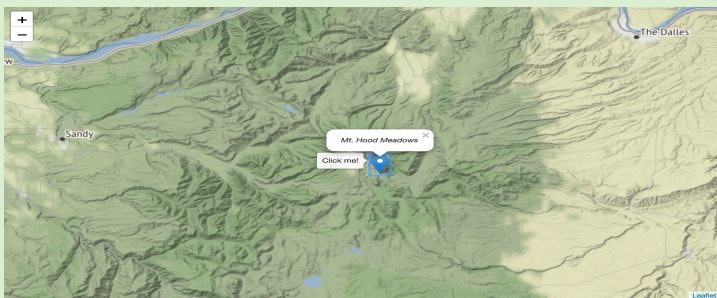 +
The Dalles
−
w
Sandy
Mt. Hood Meadows ×
Click me!
Leaflet